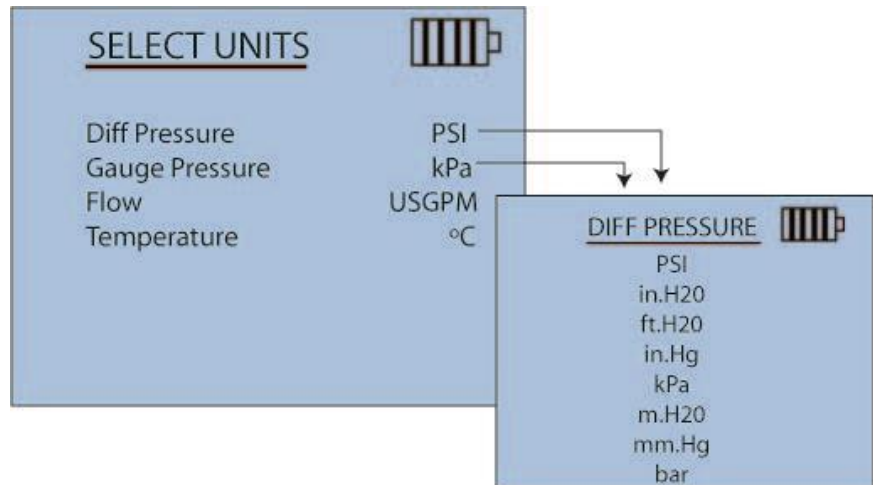 SELECT UNITS
Diff Pressure PSI
Gauge Pressure kPa
Flow USGPM
Temperature °C
DIFF PRESSURE
PSI
in.H20
ft.H20
in.Hg
kPa
m.H20
mm.Hg
bar